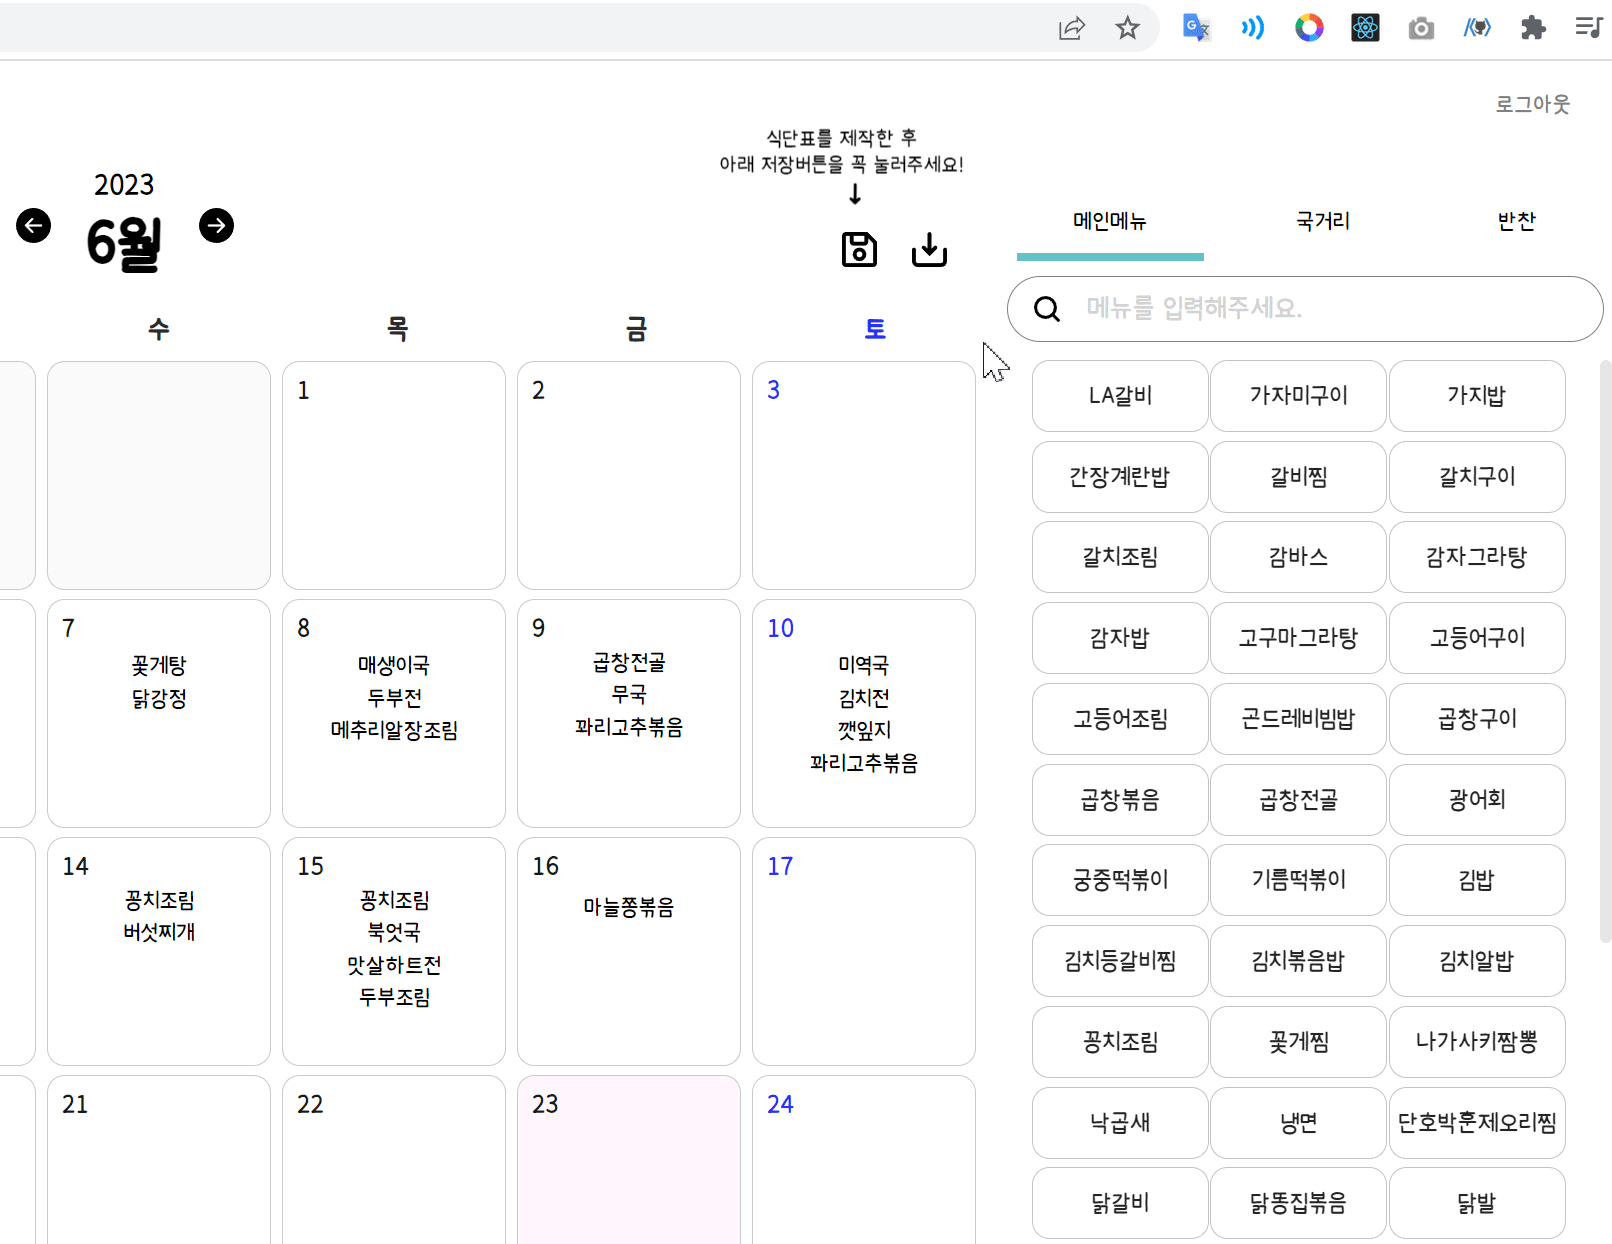 로그아웃
식단표를 제작한 후
아래 저장버튼을 꼭 눌러주세요!
2023
6월
메인메뉴 국거리 반찬
메뉴를 입력해주세요.
수 목 금 토
1 2 3
7 8 9 10
꽃게탕
닭강정
매생이국
두부전
메추리알장조림
곱창전골
무국
꽈리고추볶음
미역국
김치전
깻잎지
꽈리고추볶음
14 15 16 17
꽁치조림
버섯찌개
꽁치조림
북엇국
맛살하트전
두부조림
마늘쫑볶음
21 22 23 24
LA갈비 가자미구이 가지밥
간장계란밥 갈비찜 갈치구이
갈치조림 감바스 감자그라탕
감자밥 고구마그라탕 고등어구이
고등어조림 곤드레비빔밥 곱창구이
곱창볶음 곱창전골 광어회
궁중떡볶이 기름떡볶이 김밥
김치등갈비찜 김치볶음밥 김치알밥
꽁치조림 꽃게찜 나가사키짬뽕
낙곱새 냉면 단호박훈제오리찜
닭갈비 닭똥집볶음 닭발